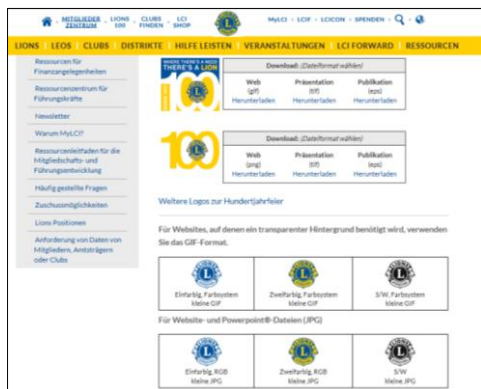 MITGLIEDER ZENTRUM
LIONS 100
CLUBS FINDEN
LCI SHOP
MyLCI
LCIF
LCICON
SPENDEN
LIONS | LEOS | CLUBS | DISTRIKTE | HILFE LEISTEN | VERANSTALTUNGEN | LCI FORWARD | RESSOURCEN
Ressourcen für
Finanzangelegenheiten
Ressourcenzentrum für
Führungskräfte
Newsletter
Warum MyLCI?
Ressourcenleitfaden für die
Mitgliedschafts- und
Führungsentwicklung
Häufig gestellte Fragen
Zuschussmöglichkeiten
Lions Positionen
Anforderung von Daten von
Mitgliedern, Amtsträgern
oder Clubs
WHERE THERE'S A NEED
THERE'S A LION
100
Download: (Dateiformat wählen)
Web Präsentation Publikation
(gif) (tif) (eps)
Herunterladen Herunterladen Herunterladen
100
Download: (Dateiformat wählen)
Web Präsentation Publikation
(png) (tif) (eps)
Herunterladen Herunterladen Herunterladen
Weitere Logos zur Hundertjahrfeier
Für Websites, auf denen ein transparenter Hintergrund benötigt wird, verwenden
Sie das GIF-Format.
Einfarbig, Farbsystem Zweifarbig, Farbsystem S/W, Farbsystem
kleine GIF kleine GIF kleine GIF
Für Website- und Powerpoint®-Dateien (JPG)
Einfarbig, RGB Zweifarbig, RGB S/W
kleine JPG kleine JPG kleine JPG